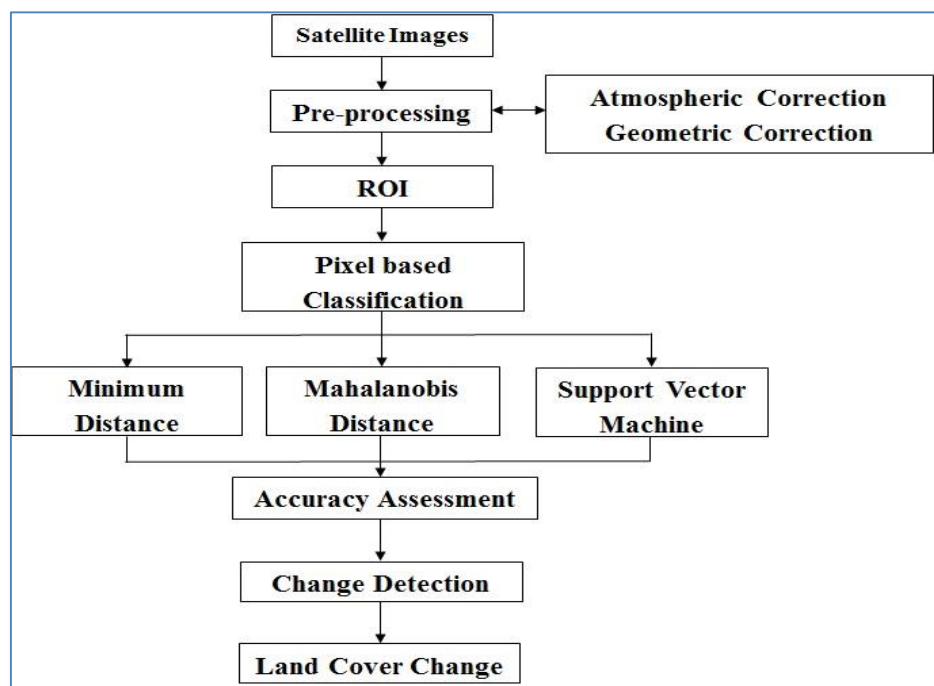 Satellite Images
Pre-processing
Atmospheric Correction
Geometric Correction
ROI
Pixel based
Classification
Minimum
Distance
Mahalanobis
Distance
Support Vector
Machine
Accuracy Assessment
Change Detection
Land Cover Change